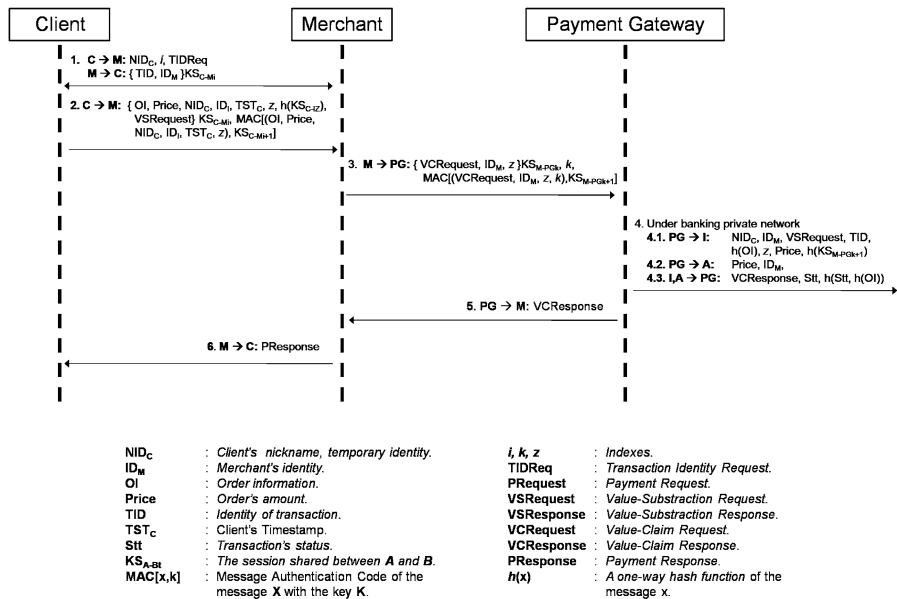 Client
Merchant
Payment Gateway
1. C → M: NIDC, i, TIDReq
M → C: { TID, IDM }KSC-Mi
2. C → M: { OI, Price, NIDC, IDI, TSTC, z, h(KSC-IZ),
VSRequest} KSC-Mi, MAC[(OI, Price,
NIDC, IDI, TSTC, z), KSC-Mi+1]
3. M → PG: { VCRequest, IDM, z }KSM-PGk, k,
MAC[(VCRequest, IDM, z, k),KSM-PGk+1]
4. Under banking private network
4.1. PG → I: NIDC, IDM, VSRequest, TID,
h(OI), z, Price, h(KSM-PGk+1)
4.2. PG → A: Price, IDM,
4.3. I,A → PG: VCResponse, Stt, h(Stt, h(OI))
5. PG → M: VCResponse
6. M → C: PResponse
NIDC : Client's nickname, temporary identity.
IDM : Merchant's identity.
OI : Order information.
Price : Order's amount.
TID : Identity of transaction.
TSTC : Client's Timestamp.
Stt : Transaction's status.
KSA-Bt : The session shared between A and B.
MAC[x,k] : Message Authentication Code of the
message X with the key K.
i, k, z : Indexes.
TIDReq : Transaction Identity Request.
PRequest : Payment Request.
VSRequest : Value-Substraction Request.
VSResponse : Value-Substraction Response.
VCRequest : Value-Claim Request.
VCResponse : Value-Claim Response.
PResponse : Payment Response.
h(x) : A one-way hash function of the
message x.